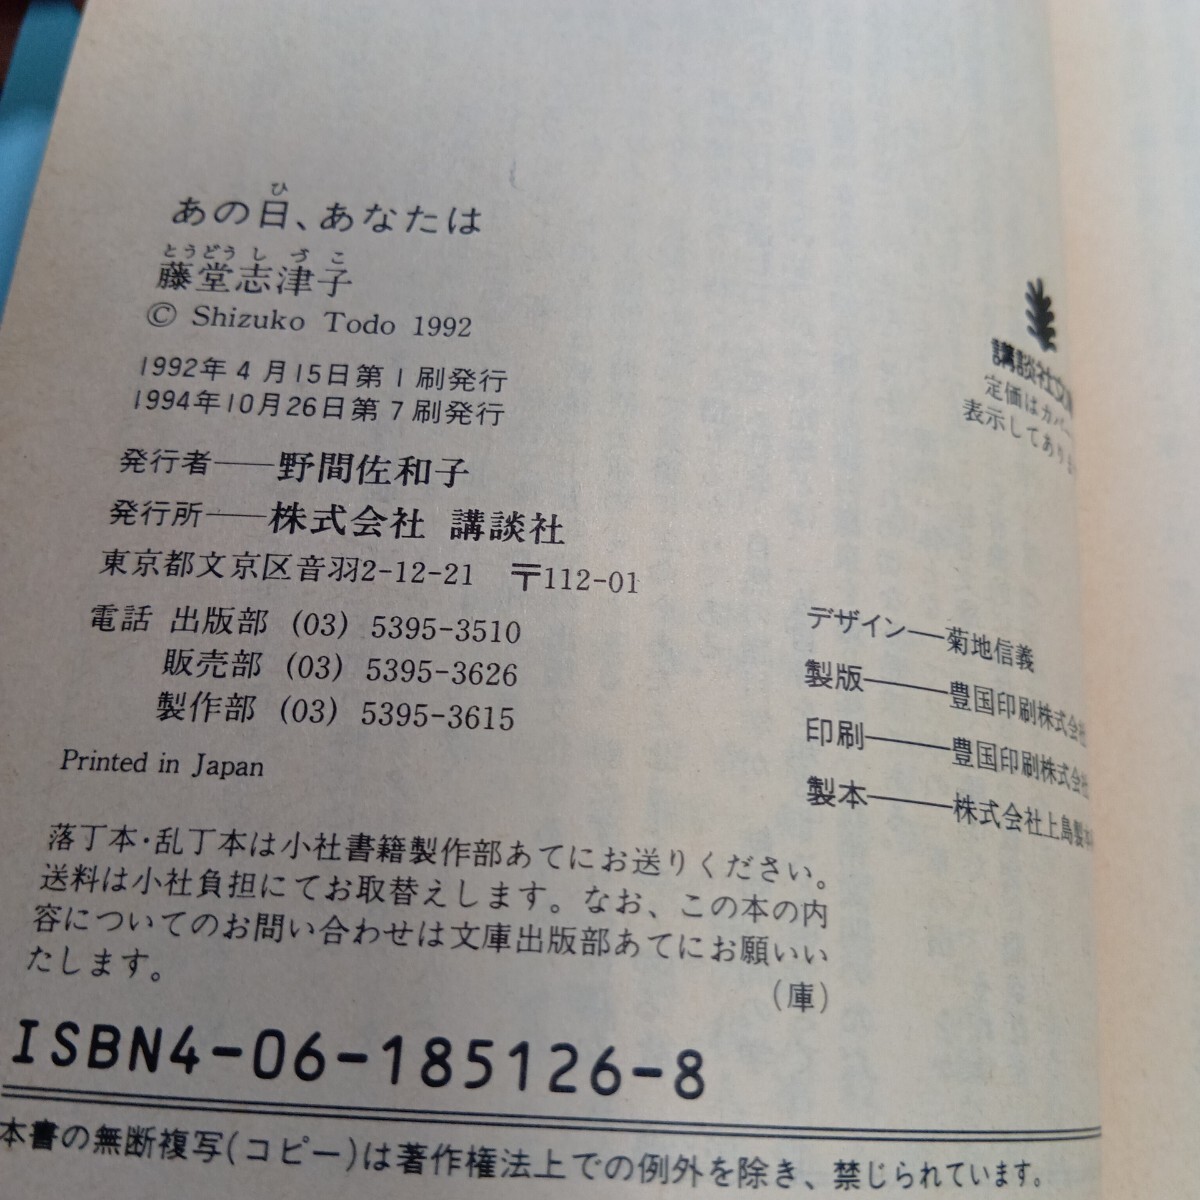 あの日、あなたは
ひ
藤堂志津子
とうどうしづこ
© Shizuko Todo 1992
1992年4月15日第1刷発行
1994年10月26日第7刷発行
発行者――野間佐和子
発行所――株式会社 講談社
東京都文京区音羽2-12-21 〒112-01
電話 出版部 (03) 5395-3510
販売部 (03) 5395-3626
製作部 (03) 5395-3615
Printed in Japan
落丁本・乱丁本は小社書籍製作部あてにお送りください。
送料は小社負担にてお取替えします。なお、この本の内
容についてのお問い合わせは文庫出版部あてにお願いい
たします。
(庫)
ISBN4-06-185126-8
本書の無断複写(コピー)は著作権法上での例外を除き、禁じられています。
講談社文
定価はカバー
表示してあり
デザイン―菊地信義
製版――豊国印刷株式会社
印刷――豊国印刷株式会社
製本――株式会社上島製